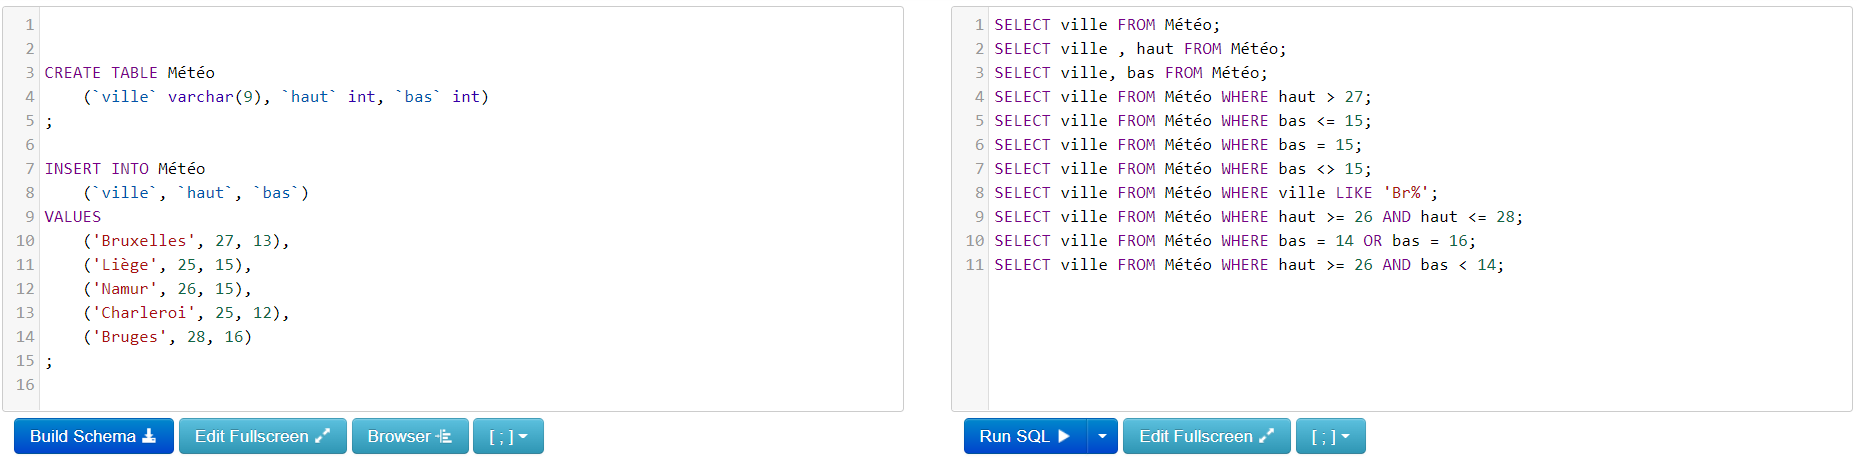 1
2
3 CREATE TABLE Météo
4 (`ville` varchar(9), `haut` int, `bas` int)
5 ;
6
7 INSERT INTO Météo
8 (`ville`, `haut`, `bas`)
9 VALUES
10 ('Bruxelles', 27, 13),
11 ('Liège', 25, 15),
12 ('Namur', 26, 15),
13 ('Charleroi', 25, 12),
14 ('Bruges', 28, 16)
15 ;
16
Build Schema Edit Fullscreen Browser [ ; ]
1 SELECT ville FROM Météo;
2 SELECT ville , haut FROM Météo;
3 SELECT ville, bas FROM Météo;
4 SELECT ville FROM Météo WHERE haut > 27;
5 SELECT ville FROM Météo WHERE bas <= 15;
6 SELECT ville FROM Météo WHERE bas = 15;
7 SELECT ville FROM Météo WHERE bas <> 15;
8 SELECT ville FROM Météo WHERE ville LIKE 'Br%';
9 SELECT ville FROM Météo WHERE haut >= 26 AND haut <= 28;
10 SELECT ville FROM Météo WHERE bas = 14 OR bas = 16;
11 SELECT ville FROM Météo WHERE haut >= 26 AND bas < 14;
Run SQL Edit Fullscreen [ ; ]